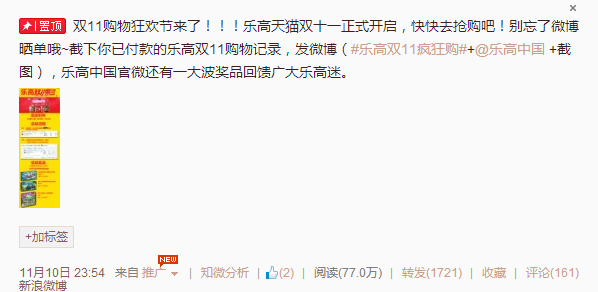 置顶 双11购物狂欢节来了！！！乐高天猫双十一正式开启，快快去抢购吧！别忘了微博
晒单哦~截下你已付款的乐高双11购物记录，发微博（#乐高双11疯狂购#+@乐高中国 +截
图），乐高中国官微还有一大波奖品回馈广大乐高迷。
+加标签
NEW
11月10日 23:54 来自 推广 | 知微分析 | (2) | 阅读(77.0万) | 转发(1721) | 收藏 | 评论(161)
新浪微博